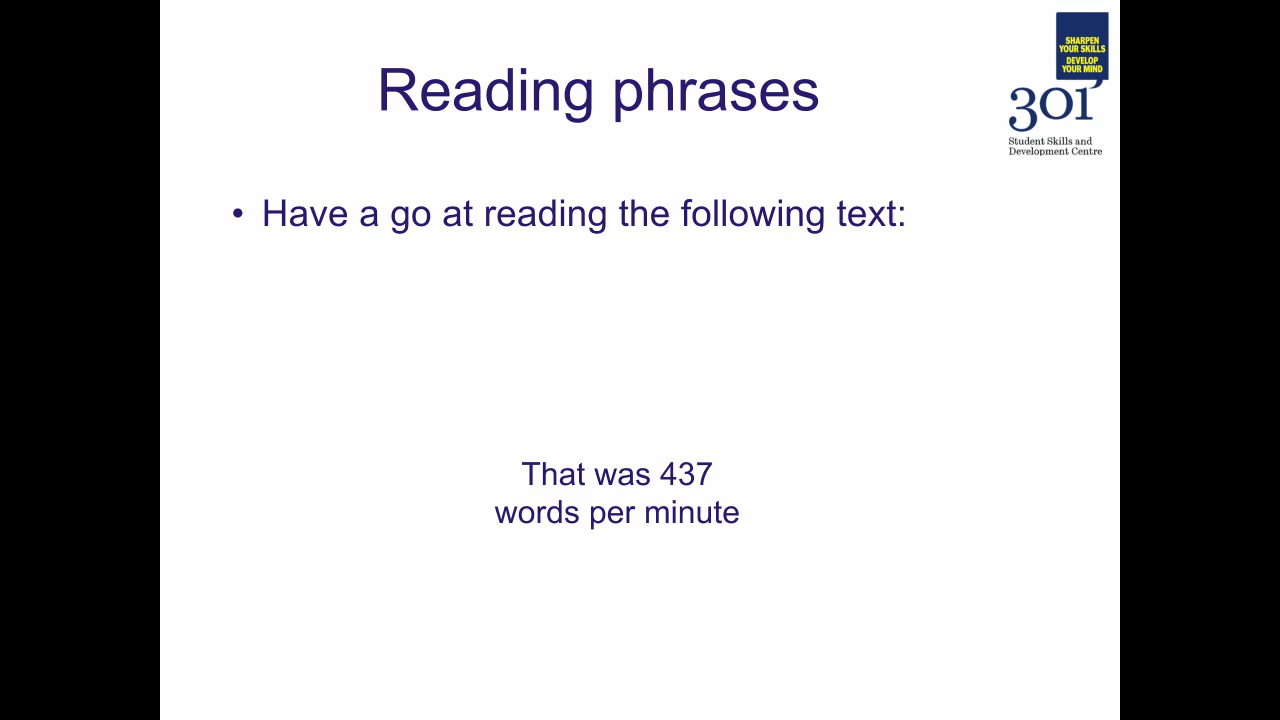 SHARPEN
YOUR SKILLS
DEVELOP
YOUR MIND
301
Student Skills and
Development Centre
Reading phrases
• Have a go at reading the following text:
That was 437
words per minute